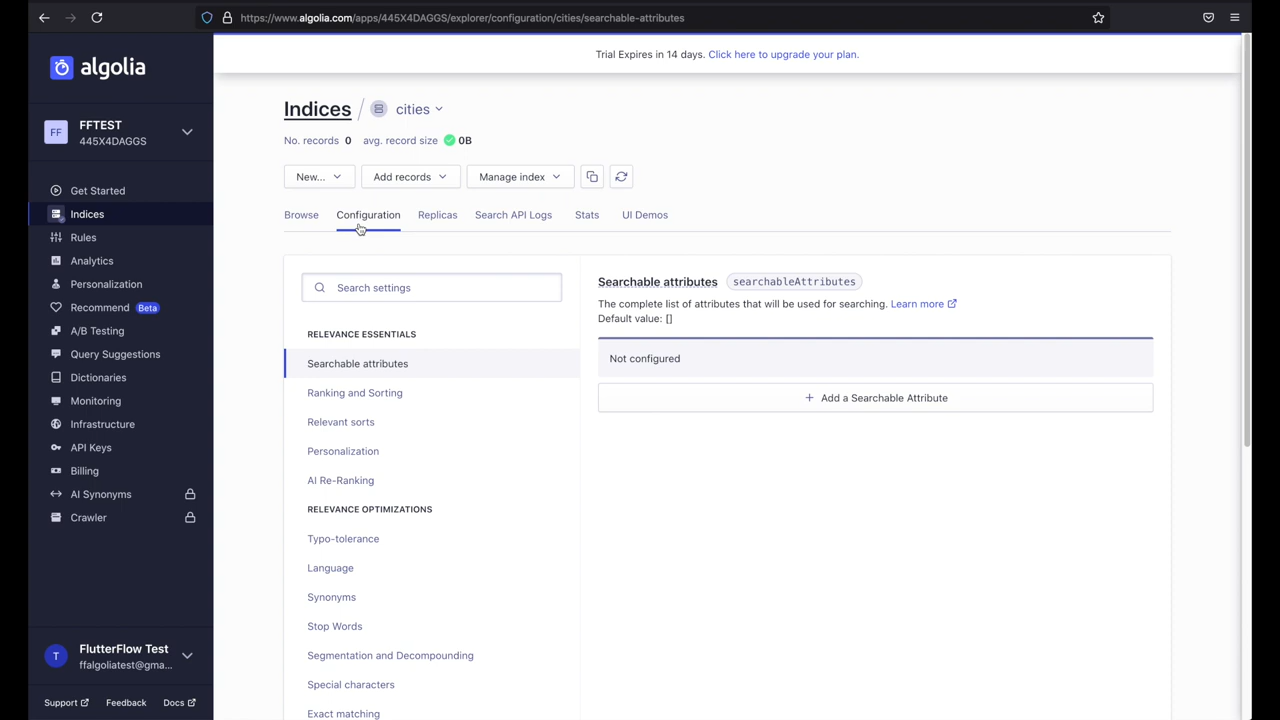 https://www.algolia.com/apps/445X4DAGGS/explorer/configuration/cities/searchable-attributes
algolia
FF
FFTEST
445X4DAGGS
Get Started
Indices
Rules
Analytics
Personalization
Recommend Beta
A/B Testing
Query Suggestions
Dictionaries
Monitoring
Infrastructure
API Keys
Billing
AI Synonyms
Crawler
T
FlutterFlow Test
ffalgoliatest@gma...
Support
Feedback
Docs
Trial Expires in 14 days. Click here to upgrade your plan.
Indices / cities
No. records 0 avg. record size 0B
New...
Add records
Manage index
Browse
Configuration
Replicas
Search API Logs
Stats
UI Demos
Search settings
RELEVANCE ESSENTIALS
Searchable attributes
Ranking and Sorting
Relevant sorts
Personalization
AI Re-Ranking
RELEVANCE OPTIMIZATIONS
Typo-tolerance
Language
Synonyms
Stop Words
Segmentation and Decompounding
Special characters
Exact matching
Searchable attributes searchableAttributes
The complete list of attributes that will be used for searching. Learn more
Default value: []
Not configured
+ Add a Searchable Attribute